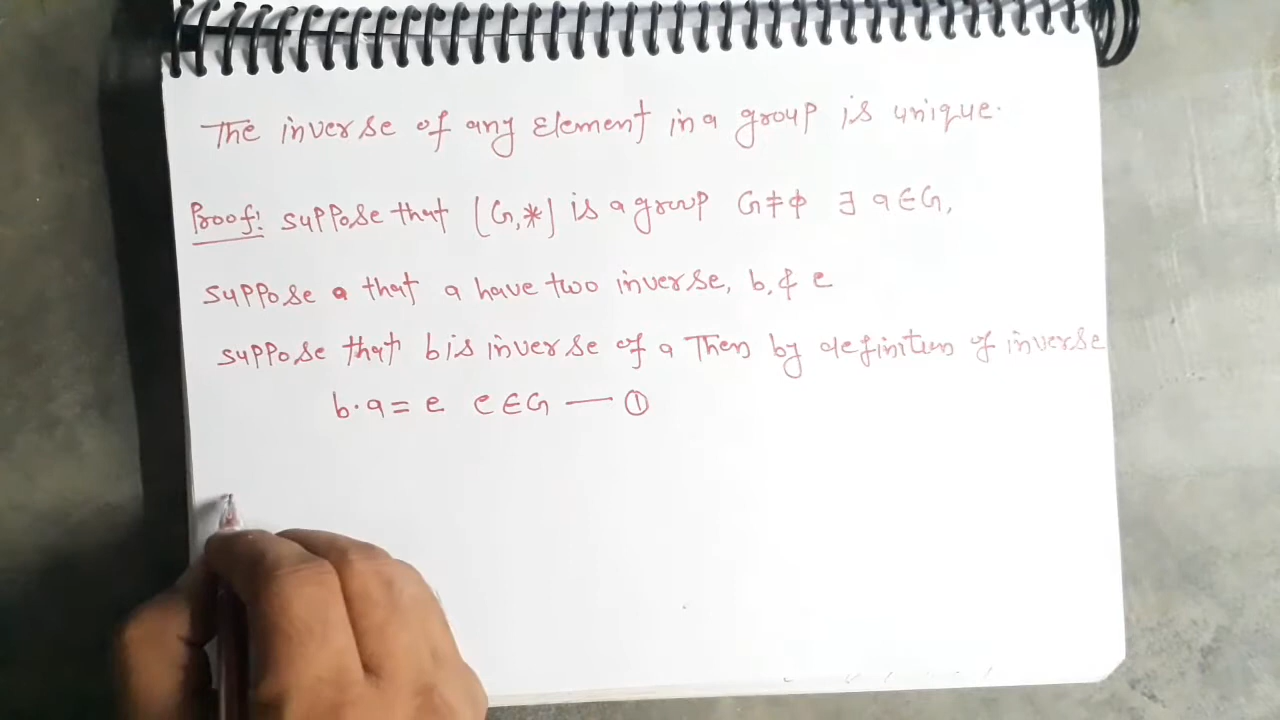 The inverse of any Element in a group is unique.
Proof: suppose that (G,*) is a group G≠ϕ ∃ a∈G,
suppose a that a have two inverse, b, & e
suppose that b is inverse of a Then by definition of inverse
b·a = e e∈G — ①